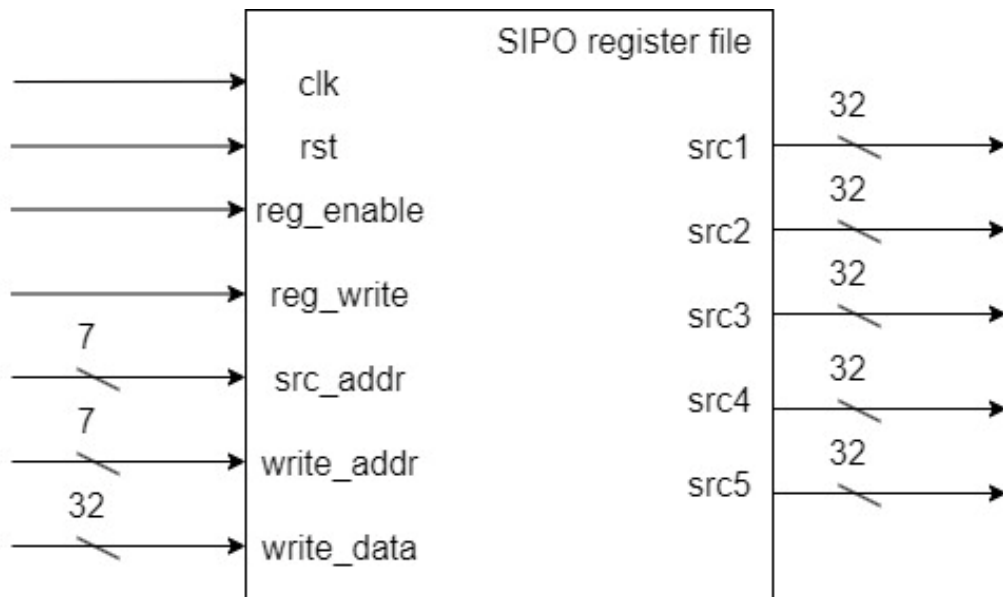 SIPO register file
clk
rst
reg_enable
reg_write
7
src_addr
7
write_addr
32
write_data
32
src1
32
src2
32
src3
32
src4
32
src5